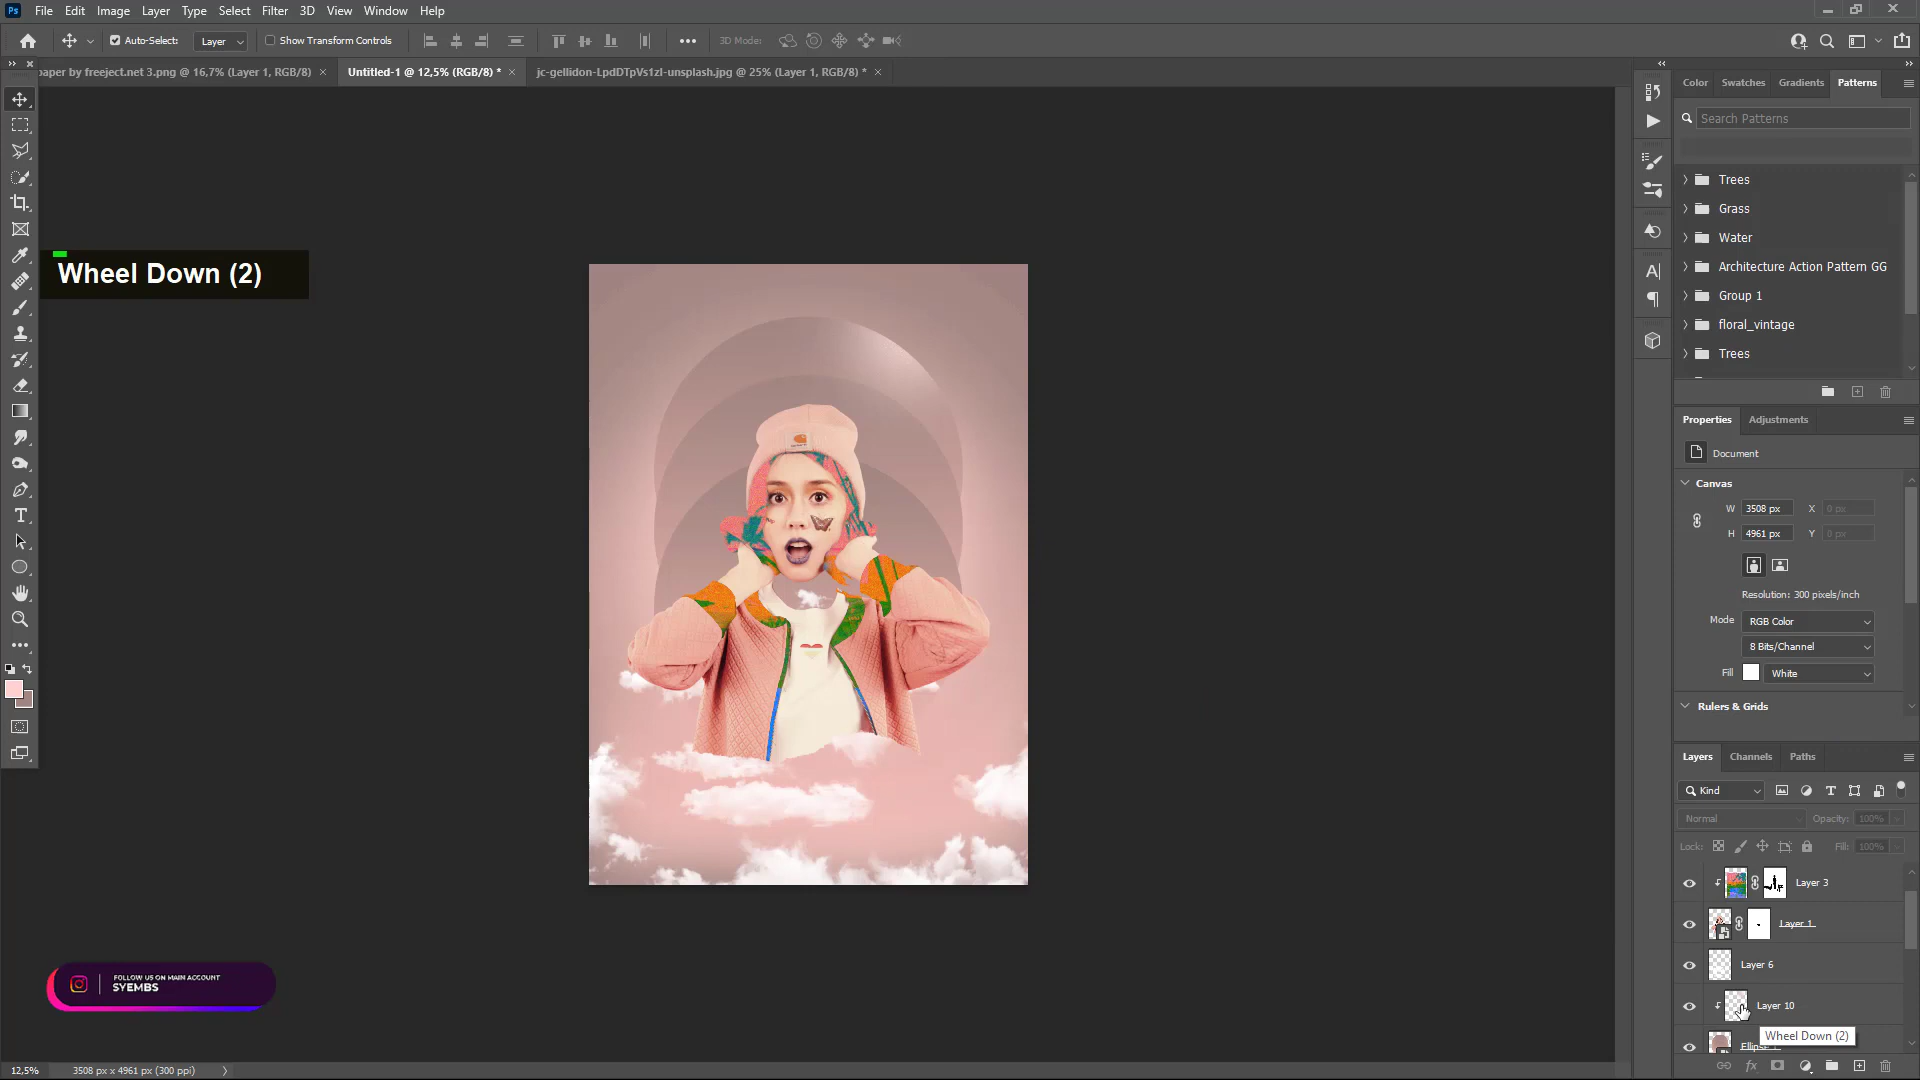 Ps File Edit Image Layer Type Select Filter 3D View Window Help
Auto-Select: Layer Show Transform Controls 3D Mode:
paper by freeject.net 3.png @ 16,7% (Layer 1, RGB/8) × Untitled-1 @ 12,5% (RGB/8) * × jc-gellidon-LpdDTpVs1zI-unsplash.jpg @ 25% (Layer 1, RGB/8) * ×
Color Swatches Gradients Patterns
Search Patterns
Trees
Grass
Water
Architecture Action Pattern GG
Group 1
floral_vintage
Trees
Wheel Down (2)
Properties Adjustments
Document
Canvas
W 3508 px X 0 px
H 4961 px Y 0 px
Resolution: 300 pixels/inch
Mode RGB Color
8 Bits/Channel
Fill White
Rulers & Grids
Layers Channels Paths
Kind
Normal Opacity: 100%
Lock: Fill: 100%
Layer 3
Layer 1
Layer 6
Layer 10
Wheel Down (2)
FOLLOW US ON MAIN ACCOUNT
SYEMBS
12,5% 3508 px x 4961 px (300 ppi)